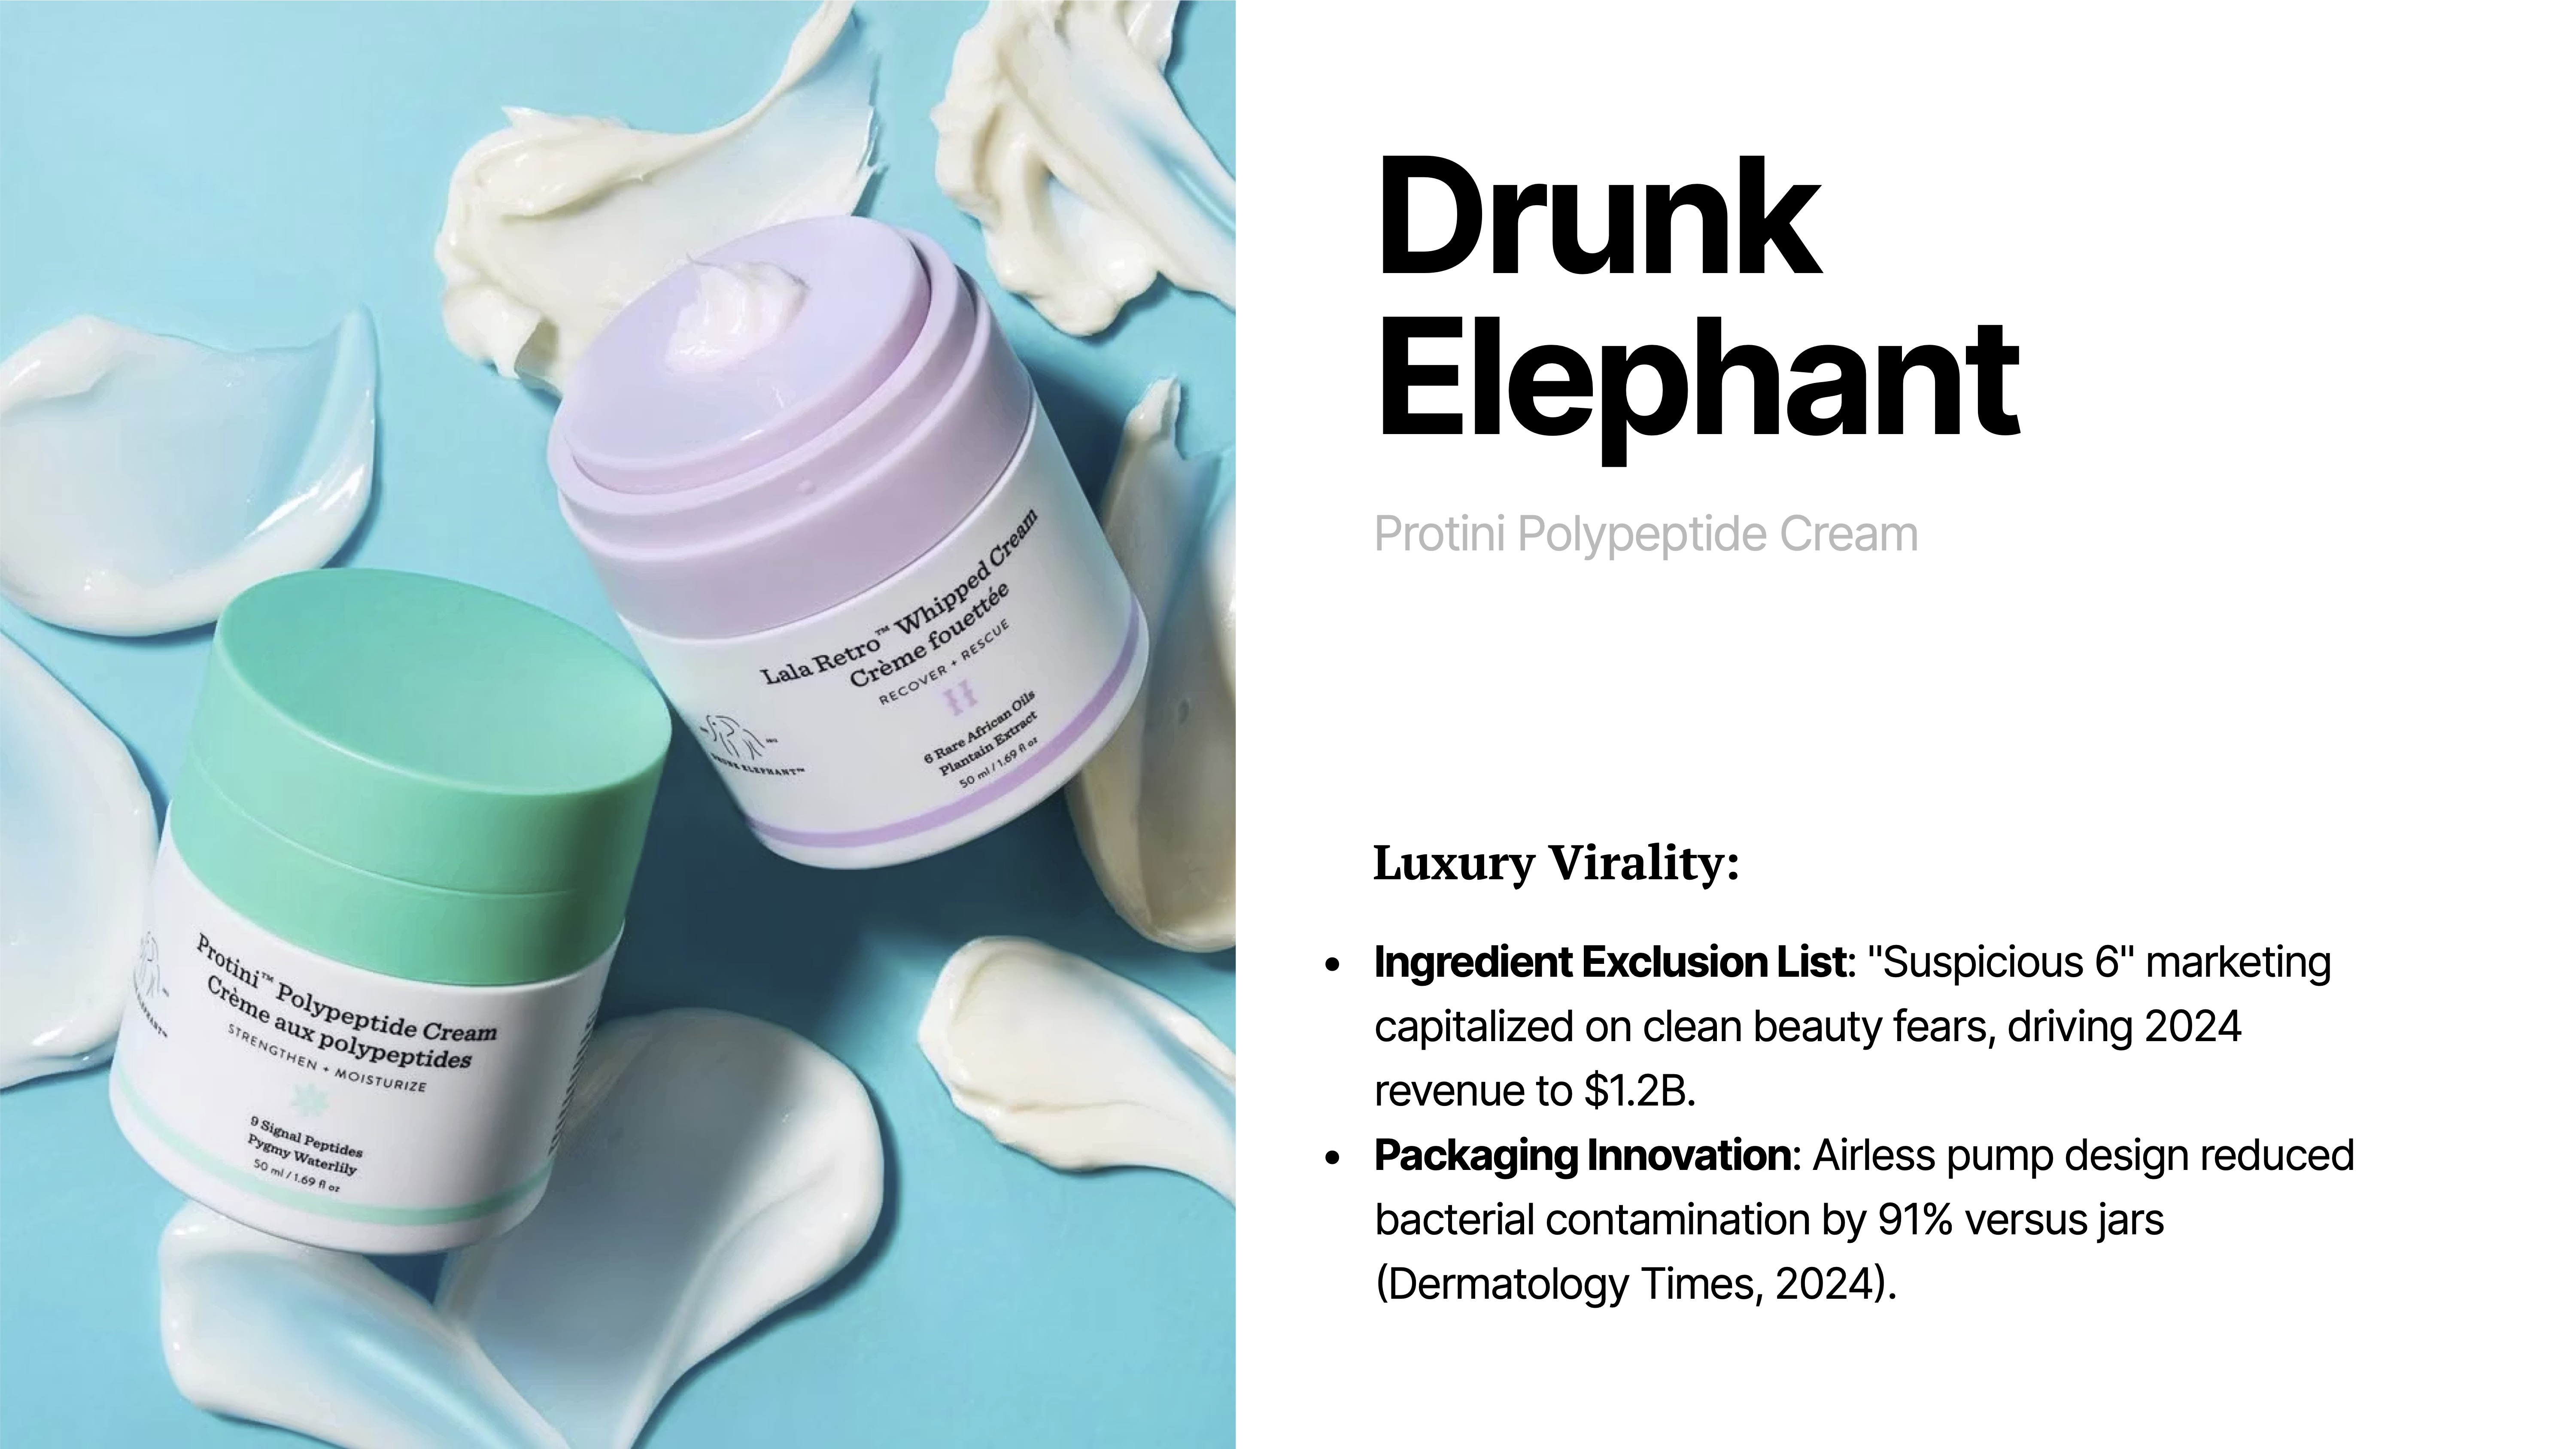 Drunk
Elephant
Protini Polypeptide Cream
Luxury Virality:
• Ingredient Exclusion List: "Suspicious 6" marketing
capitalized on clean beauty fears, driving 2024
revenue to $1.2B.
• Packaging Innovation: Airless pump design reduced
bacterial contamination by 91% versus jars
(Dermatology Times, 2024).
Lala Retro™ Whipped Cream
Crème fouettée
RECOVER + RESCUE
6 Rare African Oils
Plantain Extract
50 ml / 1.69 fl oz
DRUNK ELEPHANT™
Protini™ Polypeptide Cream
Crème aux polypeptides
STRENGTHEN + MOISTURIZE
9 Signal Peptides
Pygmy Waterlily
50 ml / 1.69 fl oz